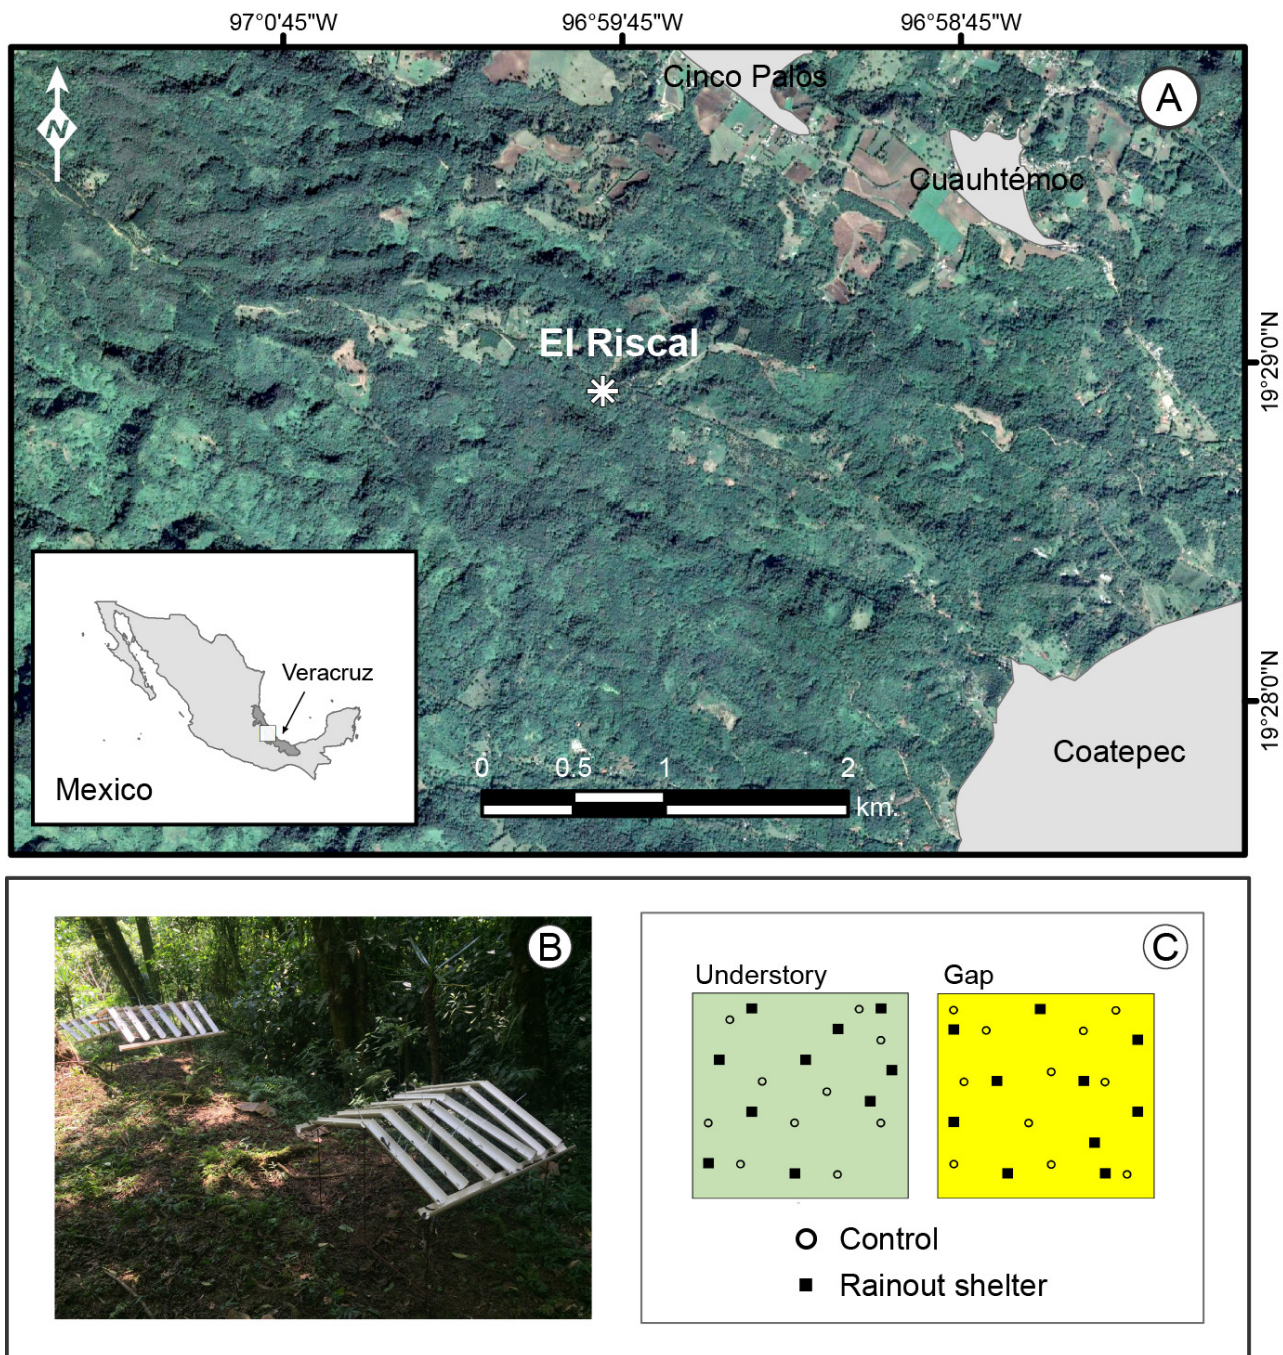 97°0'45"W 96°59'45"W 96°58'45"W
Cinco Palos
A
N
Cuauhtémoc
El Riscal
19°29'0"N
Veracruz
19°28'0"N
Coatepec
0 0.5 1 2
km.
Mexico
B
C
Understory Gap
Control
Rainout shelter